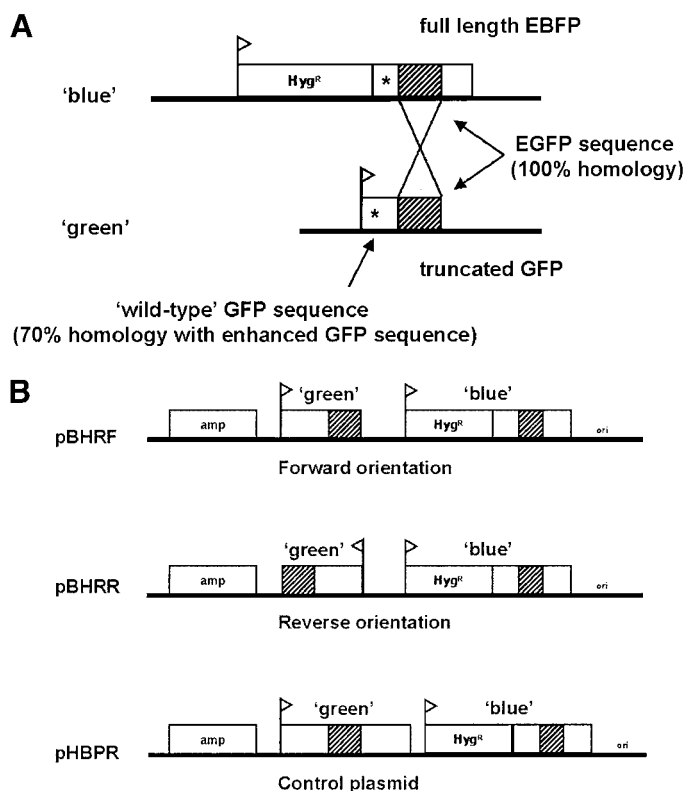 A
full length EBFP
Hygᴿ
*
'blue'
EGFP sequence
(100% homology)
*
'green'
truncated GFP
'wild-type' GFP sequence
(70% homology with enhanced GFP sequence)
B
'green' 'blue'
pBHRF amp Hygᴿ ori
Forward orientation
'green' 'blue'
pBHRR amp Hygᴿ ori
Reverse orientation
'green' 'blue'
pHBPR amp Hygᴿ ori
Control plasmid